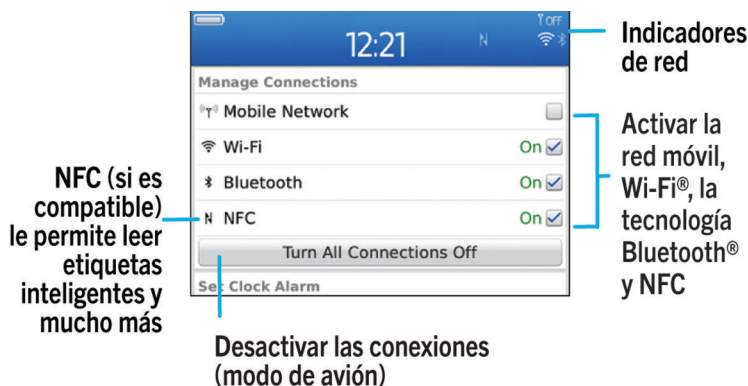 OFF
12:21
Indicadores
de red
Manage Connections
Mobile Network
Wi-Fi On
Bluetooth On
NFC On
Turn All Connections Off
Set Clock Alarm
Activar la
red móvil,
Wi-Fi®, la
tecnología
Bluetooth®
y NFC
NFC (si es
compatible)
le permite leer
etiquetas
inteligentes y
mucho más
Desactivar las conexiones
(modo de avión)